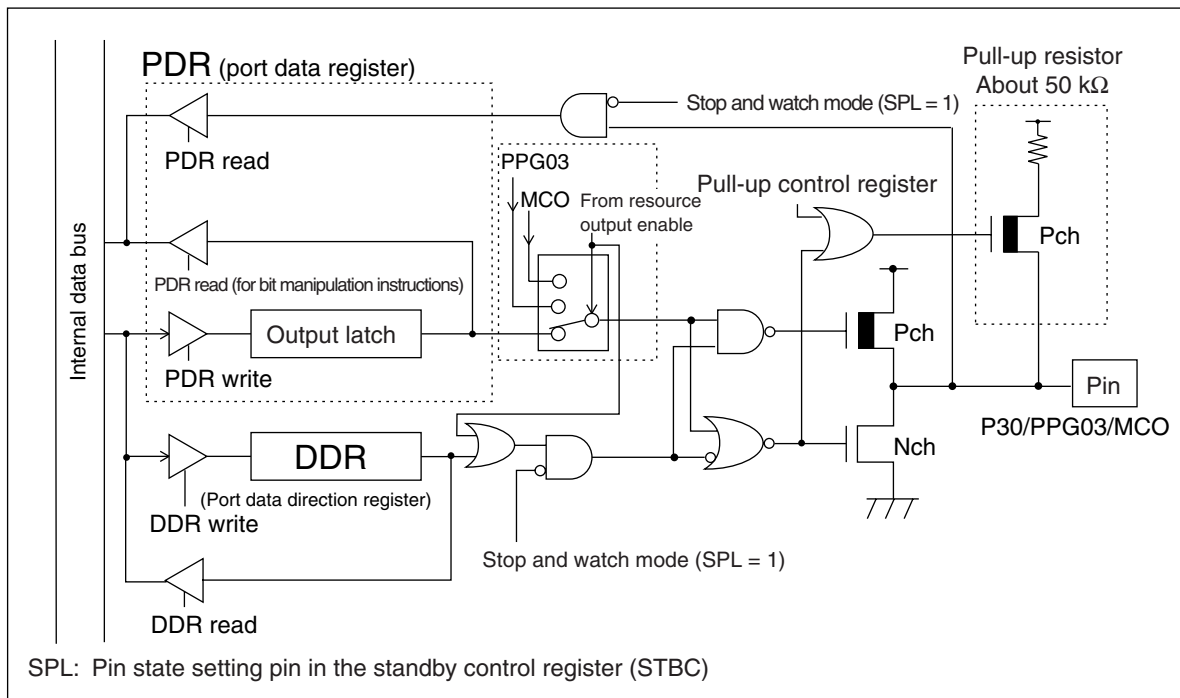 PDR (port data register)
Pull-up resistor
About 50 kΩ
Stop and watch mode (SPL = 1)
PDR read
PPG03
MCO
From resource
output enable
Pull-up control register
Pch
PDR read (for bit manipulation instructions)
Internal data bus
Output latch
Pch
PDR write
Pin
P30/PPG03/MCO
DDR
Nch
(Port data direction register)
DDR write
Stop and watch mode (SPL = 1)
DDR read
SPL: Pin state setting pin in the standby control register (STBC)